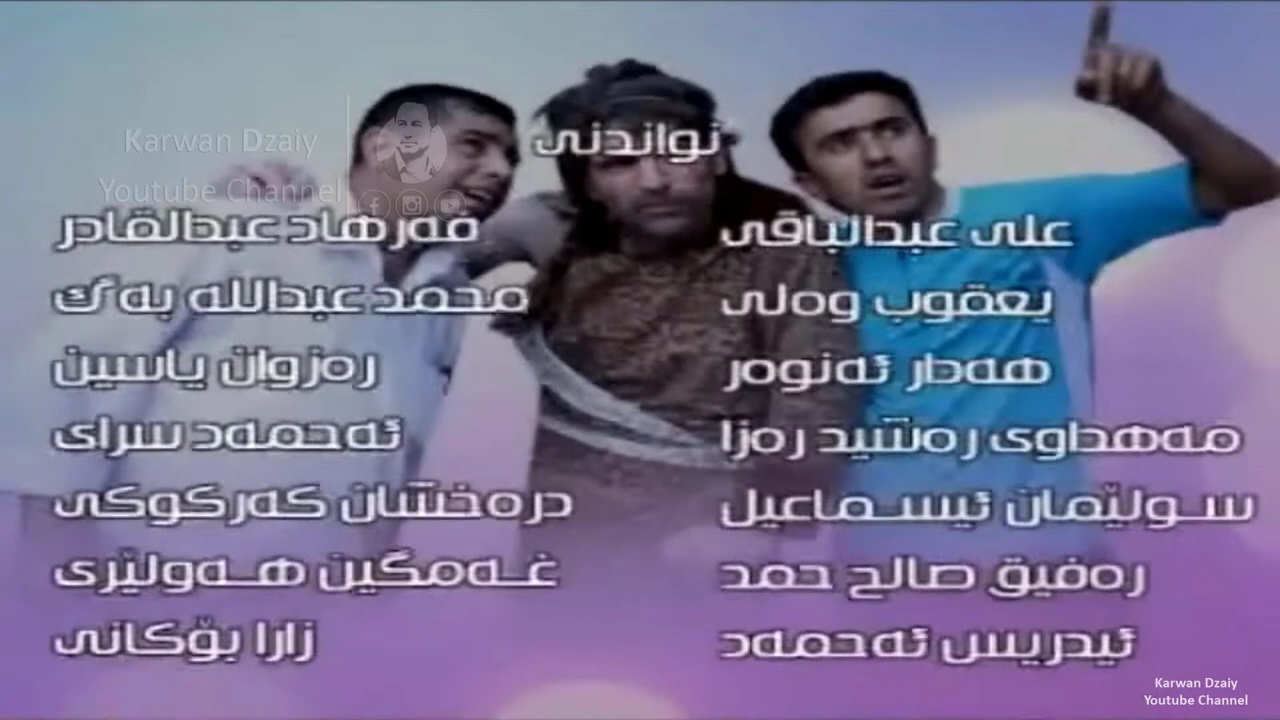 Karwan Dzaiy
Youtube Channel
نواندنی
علی عبدالباقی
یعقوب وەلی
هەدار ئەنوەر
مەهداوی رەشید رەزا
سولێمان ئیسماعیل
رەفیق صالح حمد
ئیدریس ئەحمەد
فەرهاد عبدالقادر
محمد عبدالله بەگ
رەزوان یاسین
ئەحمەد سرای
درەخشان کەرکوکی
غەمگین هەولێری
زارا بۆکانی
Karwan Dzaiy
Youtube Channel